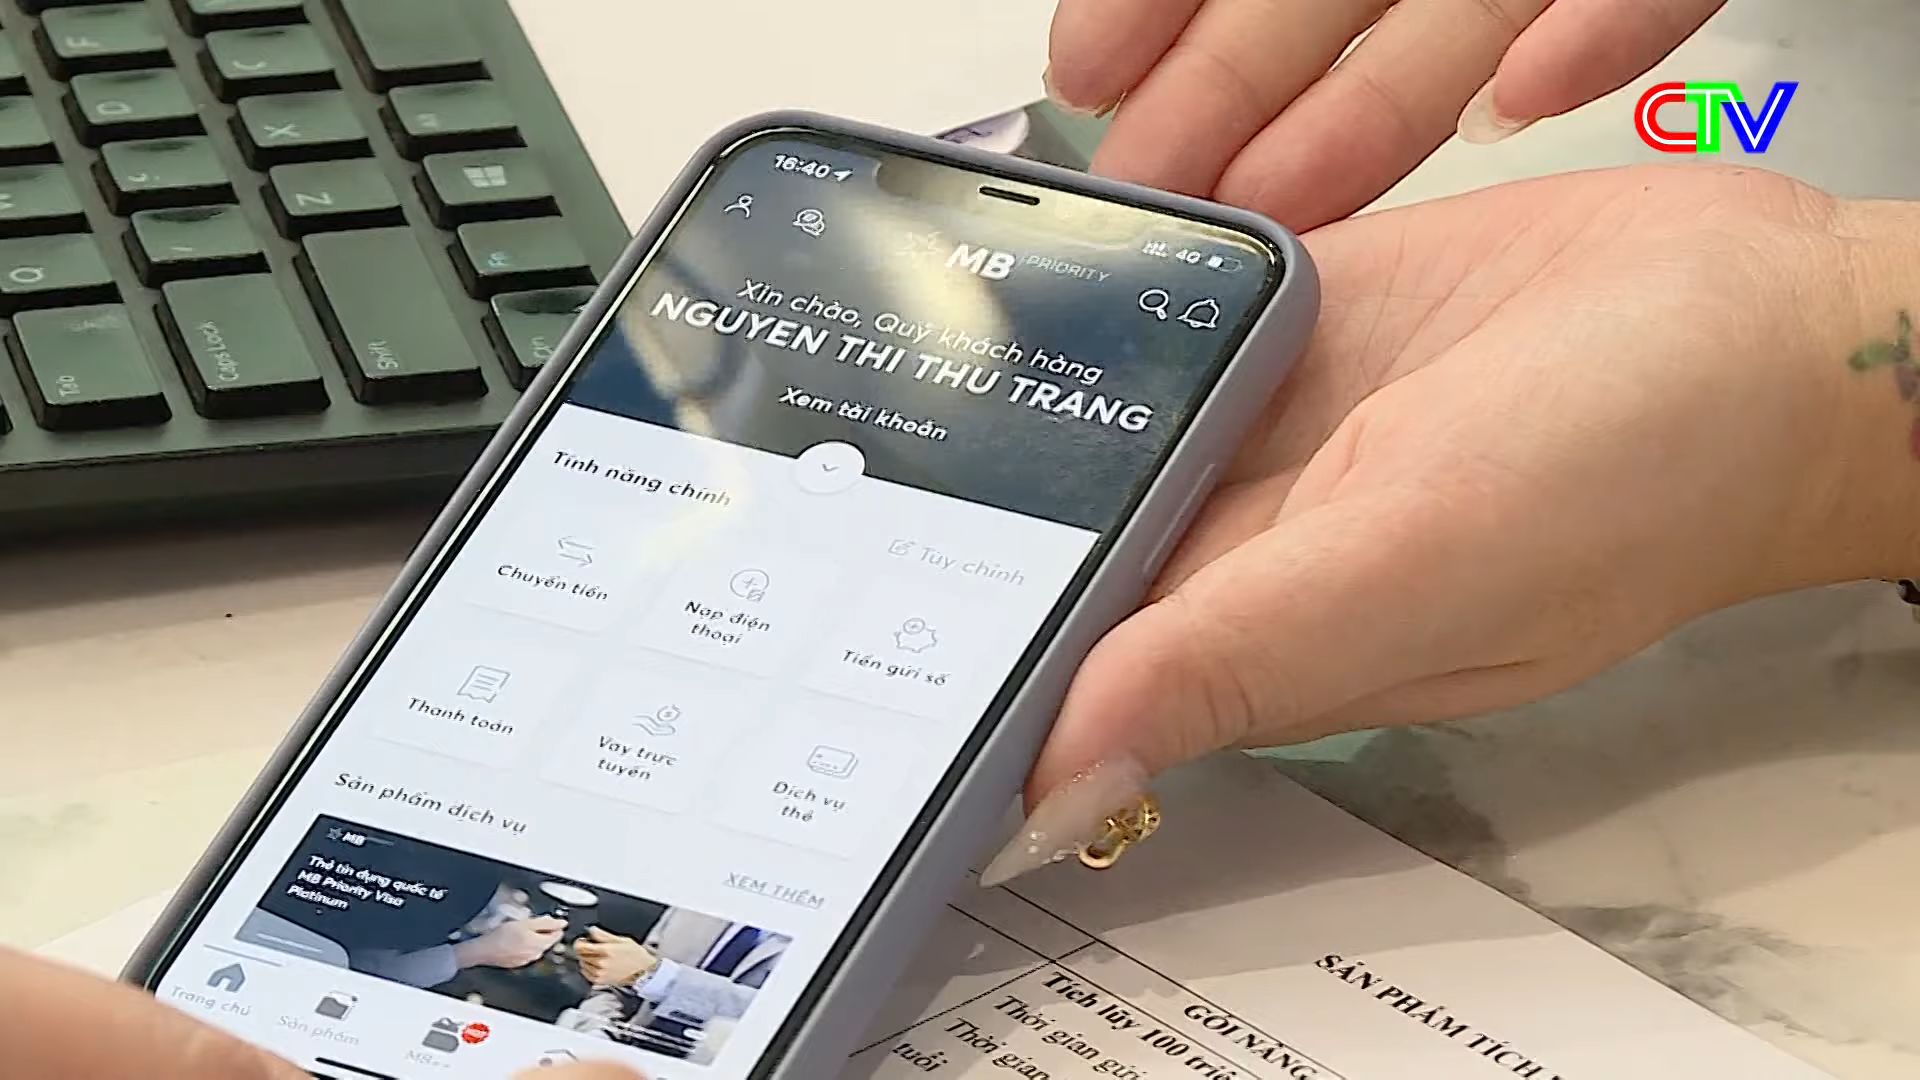 CTV
16:40
4G
MB PRIORITY
Xin chào, Quý khách hàng
NGUYEN THI THU TRANG
Xem tài khoản
Tính năng chính
Tùy chỉnh
Chuyển tiền
Nạp điện
thoại
Tiền gửi số
Thanh toán
Vay trực
tuyến
Dịch vụ
thẻ
Sản phẩm dịch vụ
XEM THÊM
MB
Thẻ tín dụng quốc tế
MB Priority Visa
Platinum
Trang chủ
Sản phẩm
HOT
F
D
C
X
Z
Q
Tab
Caps Lock
Shift
Fn
Ctrl
SẢN PHẨM TÍCH
GÓI NÂNG
Tích lũy 100 triệ
Thời gian gửi
Thời gian
tuổi